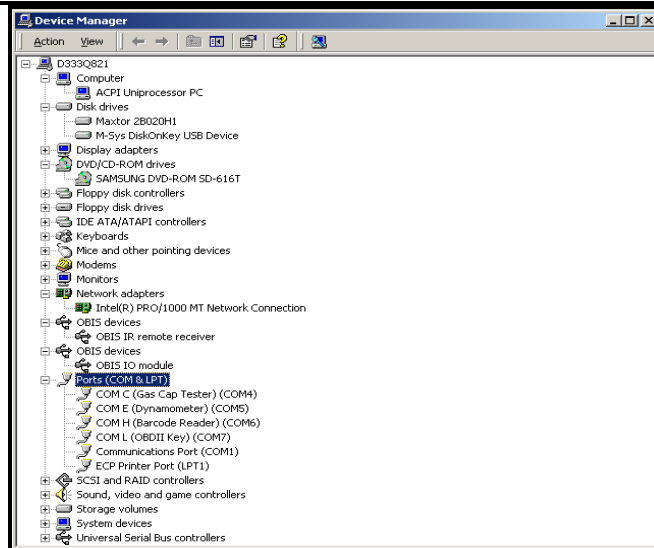 Device Manager
Action View
D333Q821
Computer
ACPI Uniprocessor PC
Disk drives
Maxtor 2B020H1
M-Sys DiskOnKey USB Device
Display adapters
DVD/CD-ROM drives
SAMSUNG DVD-ROM SD-616T
Floppy disk controllers
Floppy disk drives
IDE ATA/ATAPI controllers
Keyboards
Mice and other pointing devices
Modems
Monitors
Network adapters
Intel(R) PRO/1000 MT Network Connection
OBIS devices
OBIS IR remote receiver
OBIS devices
OBIS IO module
Ports (COM & LPT)
COM C (Gas Cap Tester) (COM4)
COM E (Dynamometer) (COM5)
COM H (Barcode Reader) (COM6)
COM L (OBDII Key) (COM7)
Communications Port (COM1)
ECP Printer Port (LPT1)
SCSI and RAID controllers
Sound, video and game controllers
Storage volumes
System devices
Universal Serial Bus controllers